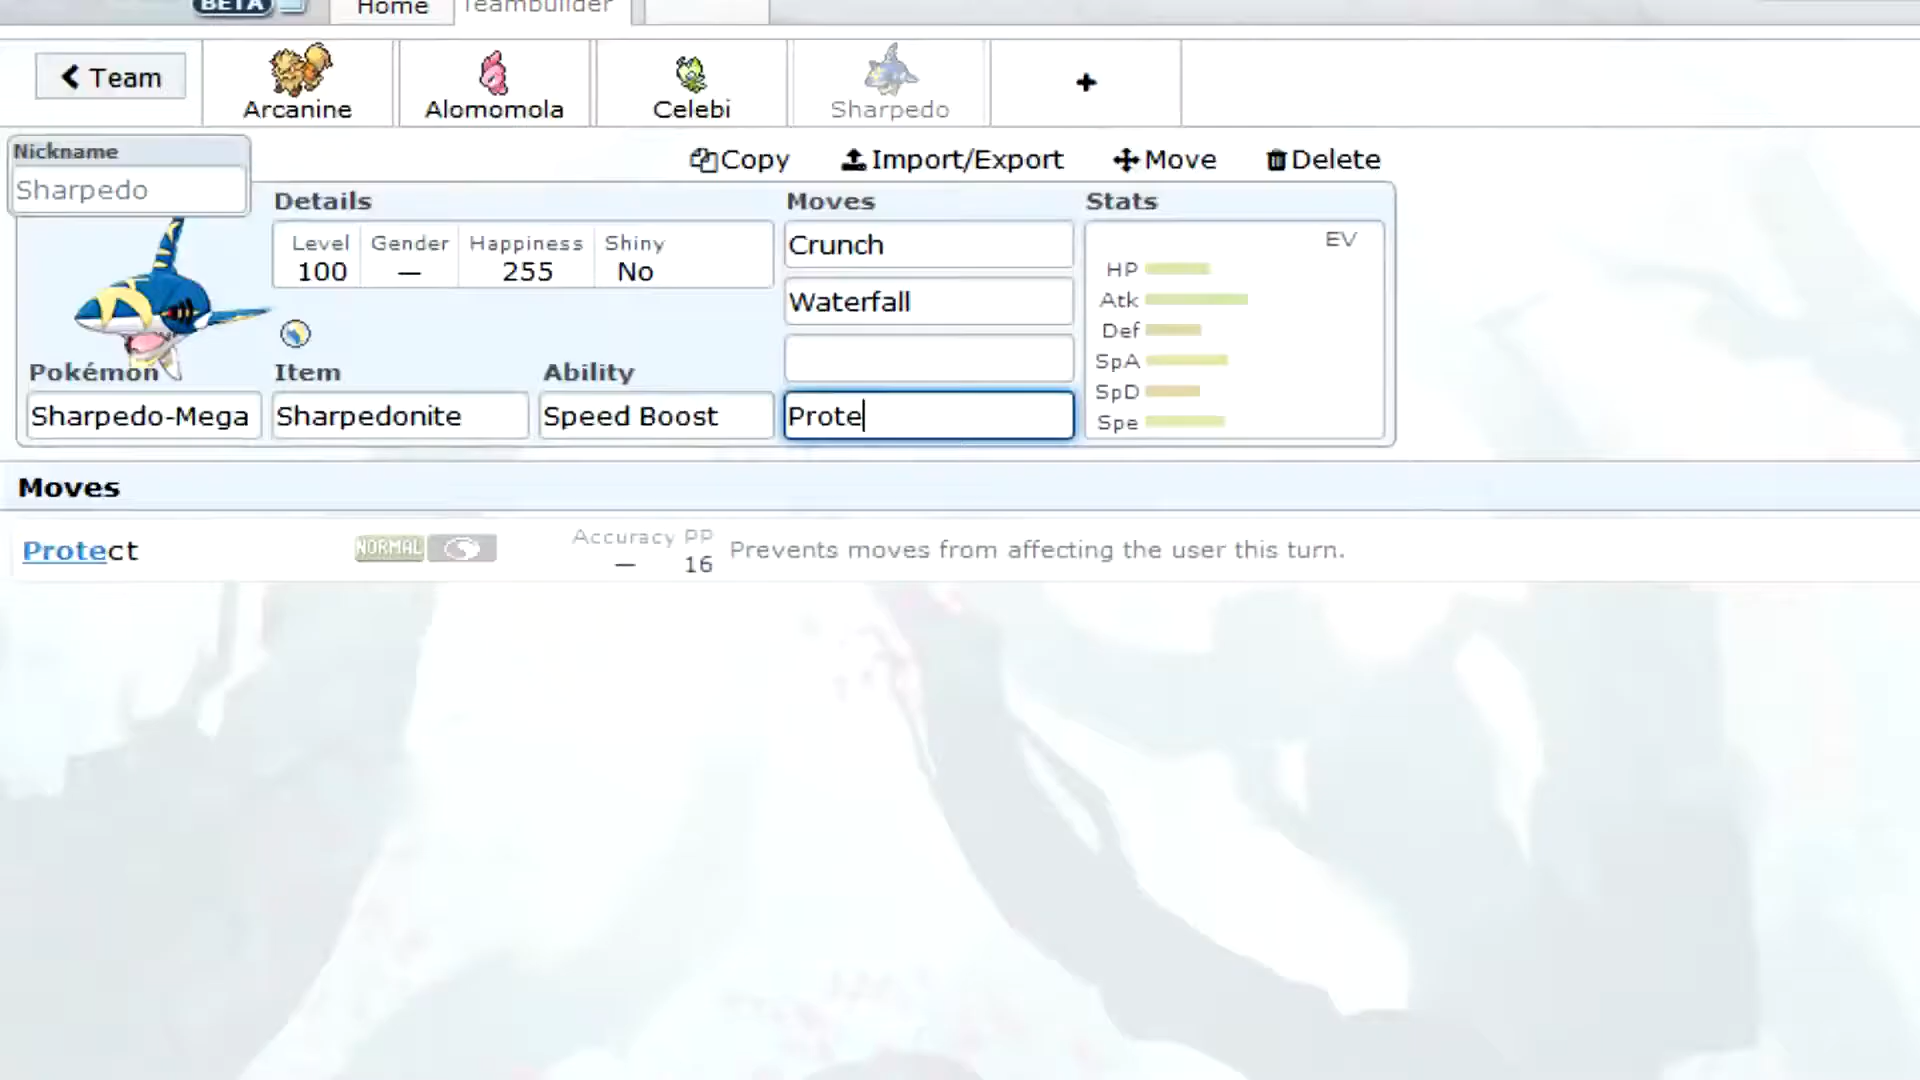 BETA
Home
Teambuilder
Team
Arcanine
Alomomola
Celebi
Sharpedo
Nickname
Sharpedo
Copy
Import/Export
Move
Delete
Details
Level
100
Gender
—
Happiness
255
Shiny
No
Pokémon
Sharpedo-Mega
Item
Sharpedonite
Ability
Speed Boost
Moves
Crunch
Waterfall
Prote
Stats
EV
HP
Atk
Def
SpA
SpD
Spe
Moves
Protect
NORMAL
Accuracy
—
PP
16
Prevents moves from affecting the user this turn.